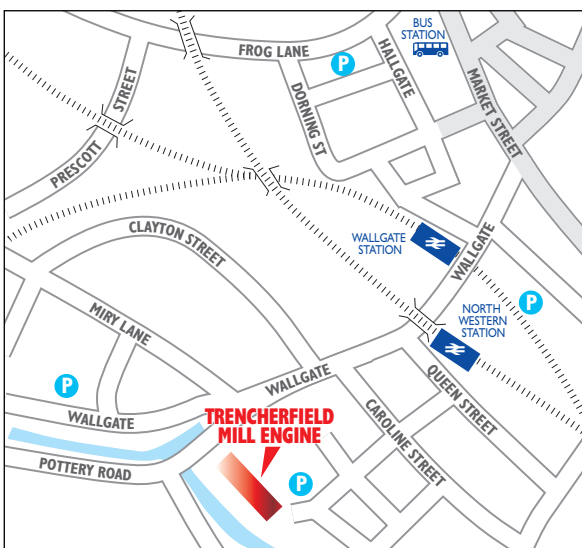 BUS
STATION
FROG LANE
P
HALLGATE
MARKET STREET
DORNING ST
PRESCOTT
STREET
CLAYTON STREET
WALLGATE
STATION
WALLGATE
P
NORTH
WESTERN
STATION
MIRY LANE
P
WALLGATE
QUEEN STREET
WALLGATE
CAROLINE STREET
TRENCHERFIELD
MILL ENGINE
POTTERY ROAD
P